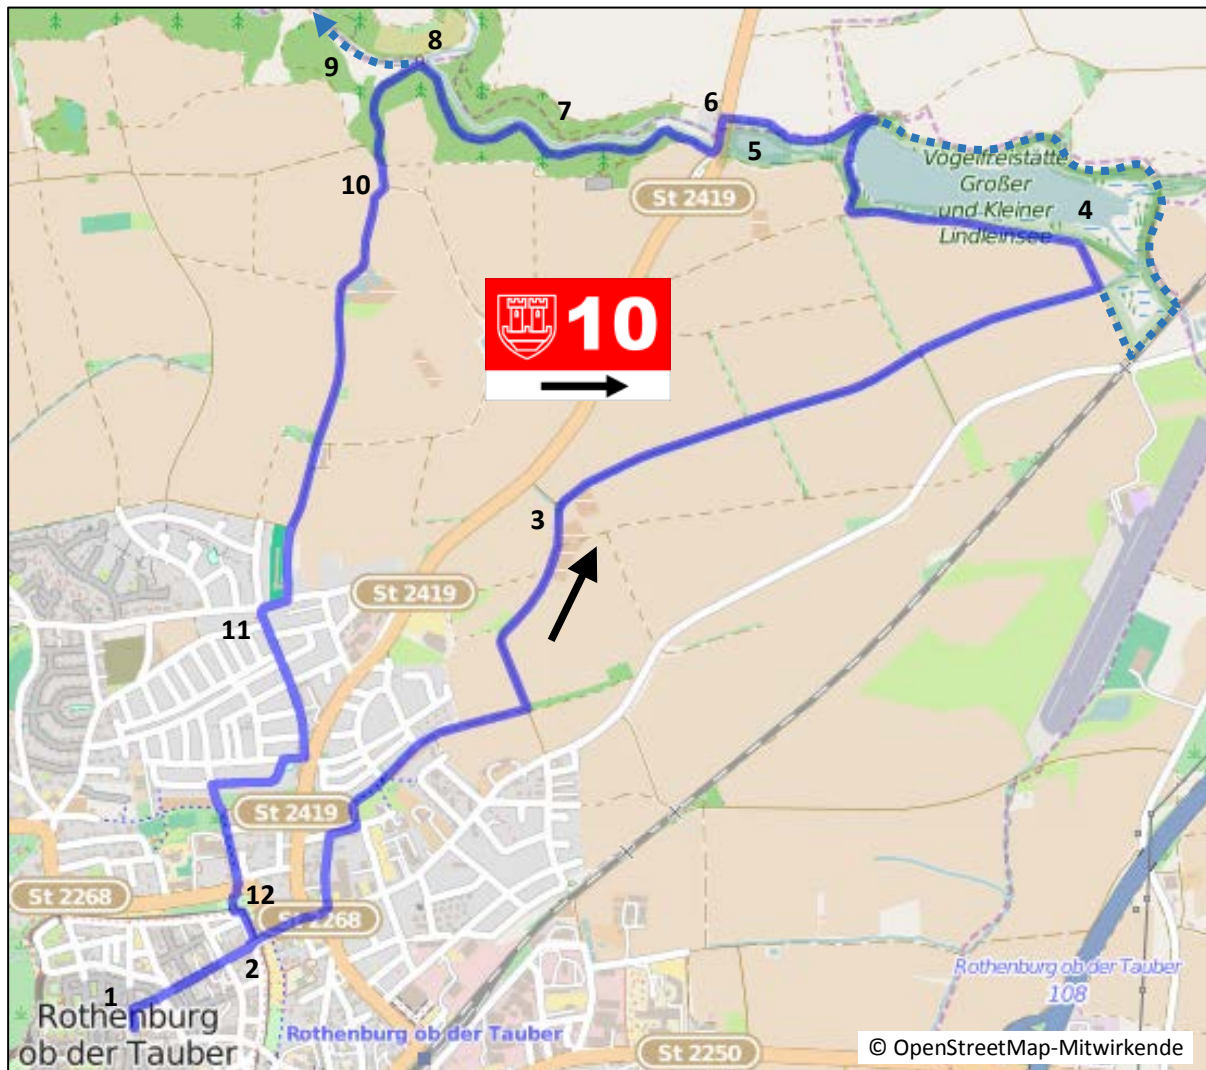 8
9
7
6
5
Vogelfreistätte
Großer
und Kleiner
Lindleinsee
4
10
St 2419
10
3
St 2419
11
St 2419
12
St 2268
St 2268
2
1
Rothenburg
ob der Tauber
Rothenburg ob der Tauber
108
Rothenburg ob der Tauber
St 2250
© OpenStreetMap-Mitwirkende